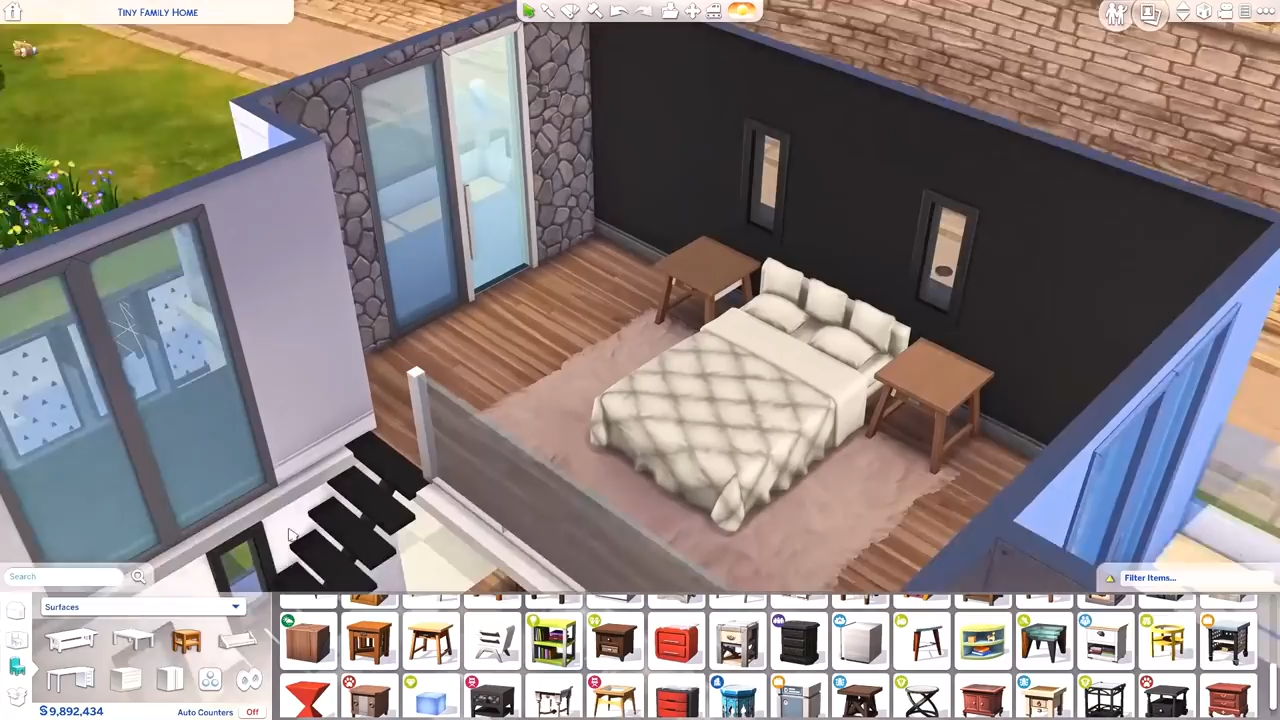 TINY FAMILY HOME
Search
Filter Items...
Surfaces
§9,892,434
Auto Counters
Off